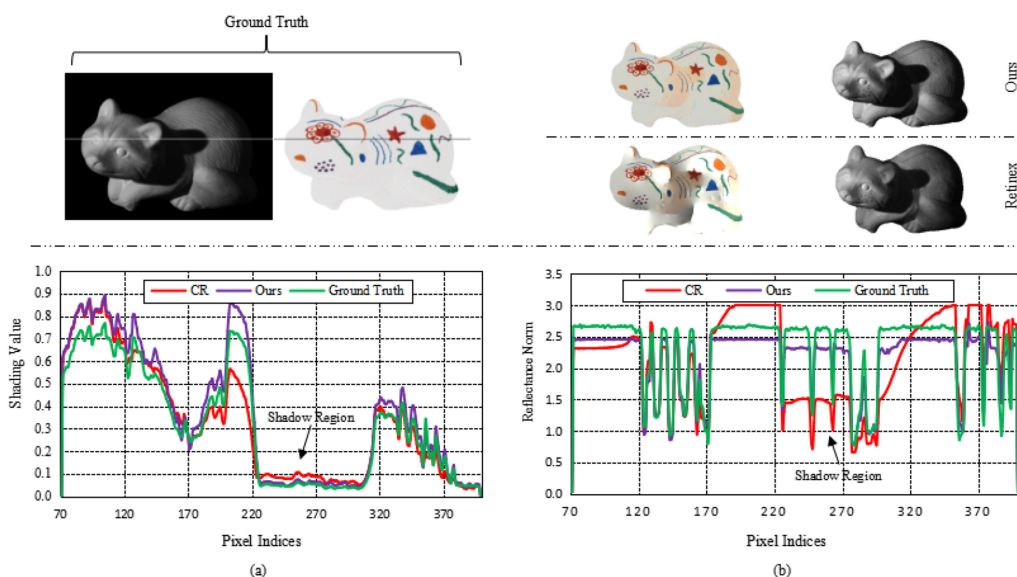 Ground Truth
Ours
Retinex
CR Ours Ground Truth
Shading Value
1.0
0.9
0.8
0.7
0.6
0.5
0.4
0.3
0.2
0.1
0.0
Shadow Region
70 120 170 220 270 320 370
Pixel Indices
(a)
CR Ours Ground Truth
Reflectance Norm
3.5
3.0
2.5
2.0
1.5
1.0
0.5
0.0
Shadow Region
70 120 170 220 270 320 370
Pixel Indices
(b)